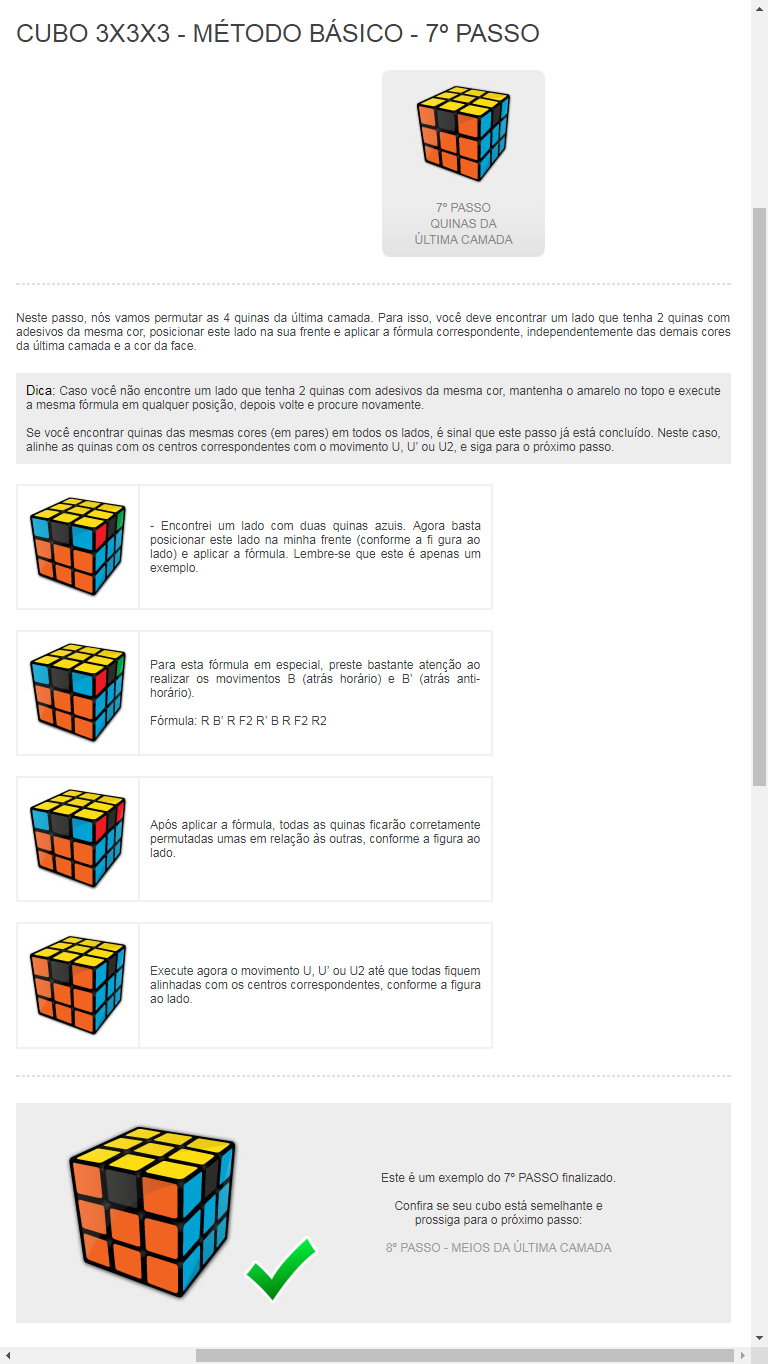 CUBO 3X3X3 - MÉTODO BÁSICO - 7º PASSO
7º PASSO
QUINAS DA
ÚLTIMA CAMADA
Neste passo, nós vamos permutar as 4 quinas da última camada. Para isso, você deve encontrar um lado que tenha 2 quinas com
adesivos da mesma cor, posicionar este lado na sua frente e aplicar a fórmula correspondente, independentemente das demais cores
da última camada e a cor da face.
Dica: Caso você não encontre um lado que tenha 2 quinas com adesivos da mesma cor, mantenha o amarelo no topo e execute
a mesma fórmula em qualquer posição, depois volte e procure novamente.
Se você encontrar quinas das mesmas cores (em pares) em todos os lados, é sinal que este passo já está concluído. Neste caso,
alinhe as quinas com os centros correspondentes com o movimento U, U' ou U2, e siga para o próximo passo.
- Encontrei um lado com duas quinas azuis. Agora basta
posicionar este lado na minha frente (conforme a fi gura ao
lado) e aplicar a fórmula. Lembre-se que este é apenas um
exemplo.
Para esta fórmula em especial, preste bastante atenção ao
realizar os movimentos B (atrás horário) e B' (atrás anti-
horário).
Fórmula: R B' R F2 R' B R F2 R2
Após aplicar a fórmula, todas as quinas ficarão corretamente
permutadas umas em relação às outras, conforme a figura ao
lado.
Execute agora o movimento U, U' ou U2 até que todas fiquem
alinhadas com os centros correspondentes, conforme a figura
ao lado.
Este é um exemplo do 7º PASSO finalizado.
Confira se seu cubo está semelhante e
prossiga para o próximo passo:
8º PASSO - MEIOS DA ÚLTIMA CAMADA